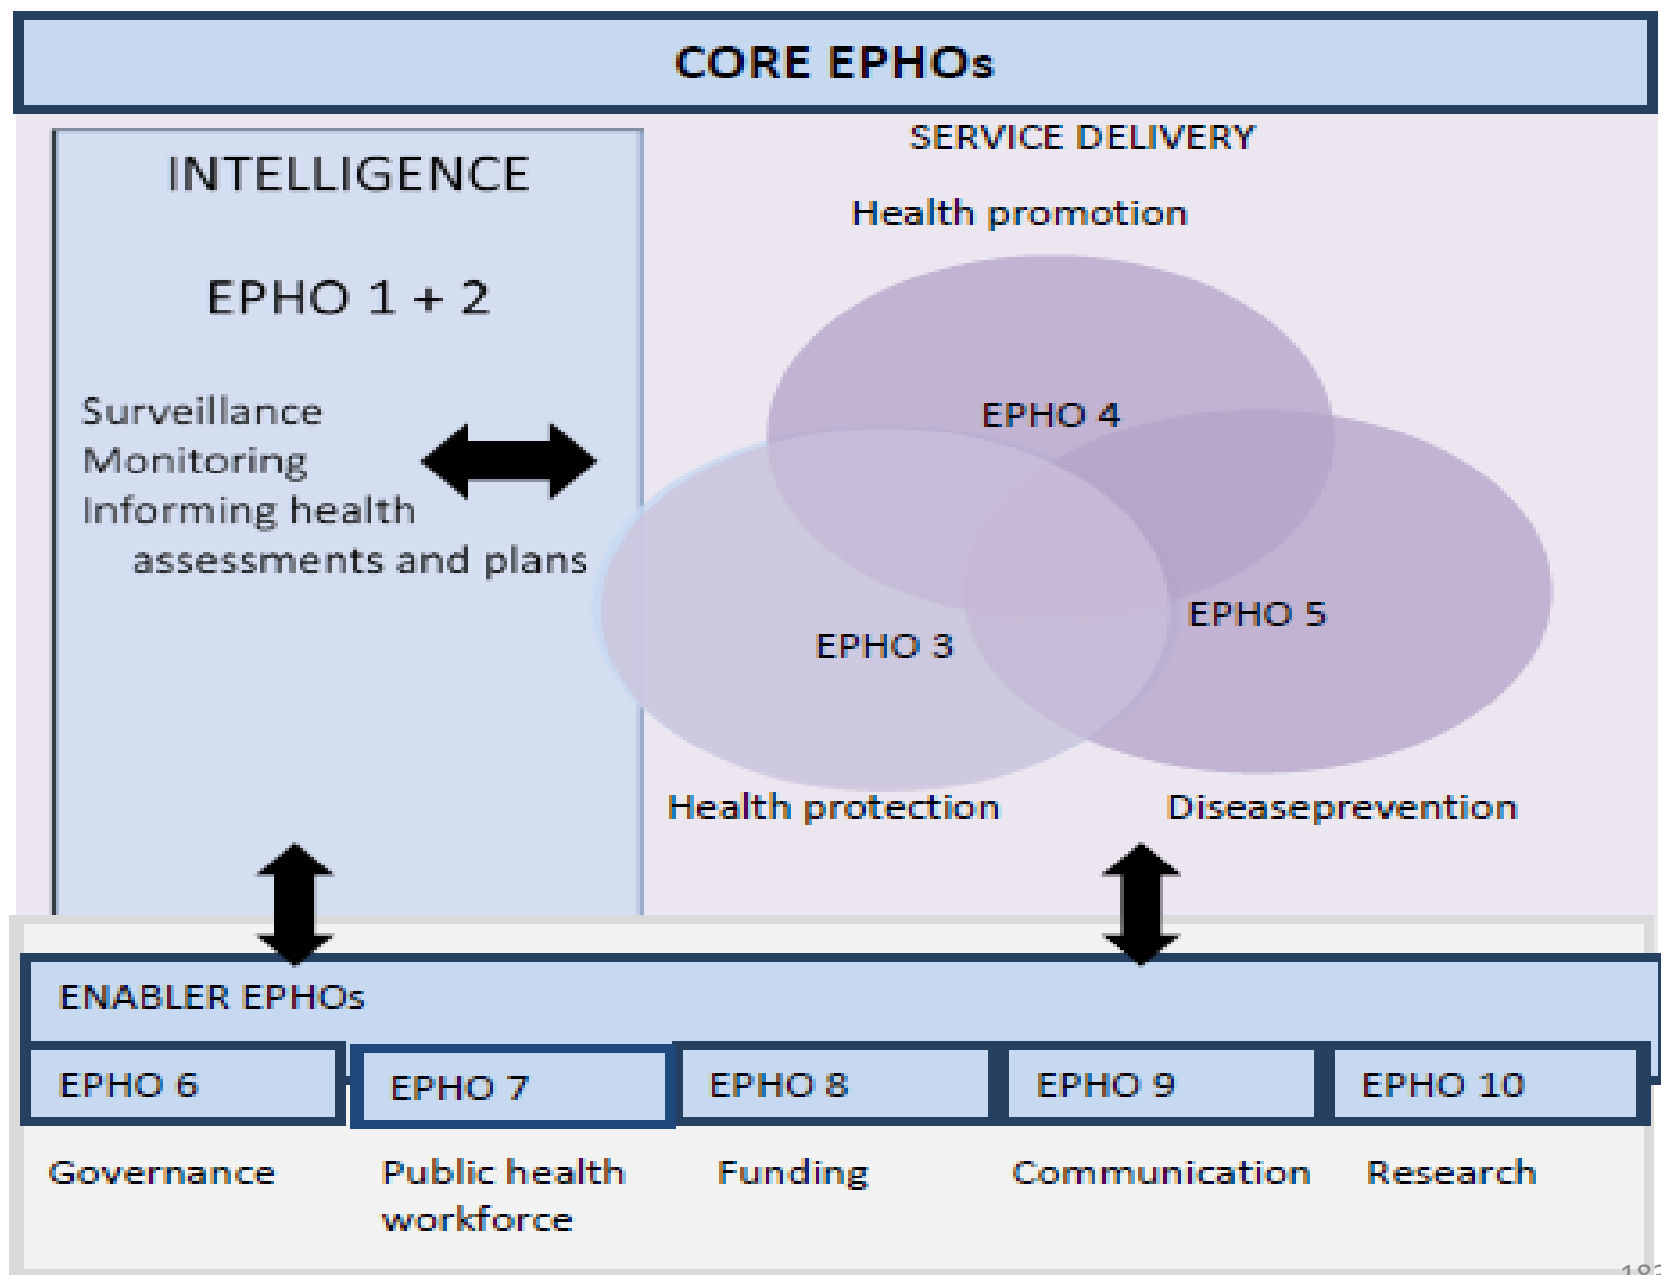 CORE EPHOs
INTELLIGENCE
EPHO 1 + 2
Surveillance
Monitoring
Informing health
assessments and plans
SERVICE DELIVERY
Health promotion
EPHO 4
EPHO 5
EPHO 3
Health protection
Diseaseprevention
ENABLER EPHOs
EPHO 6
EPHO 7
EPHO 8
EPHO 9
EPHO 10
Governance
Public health
workforce
Funding
Communication
Research